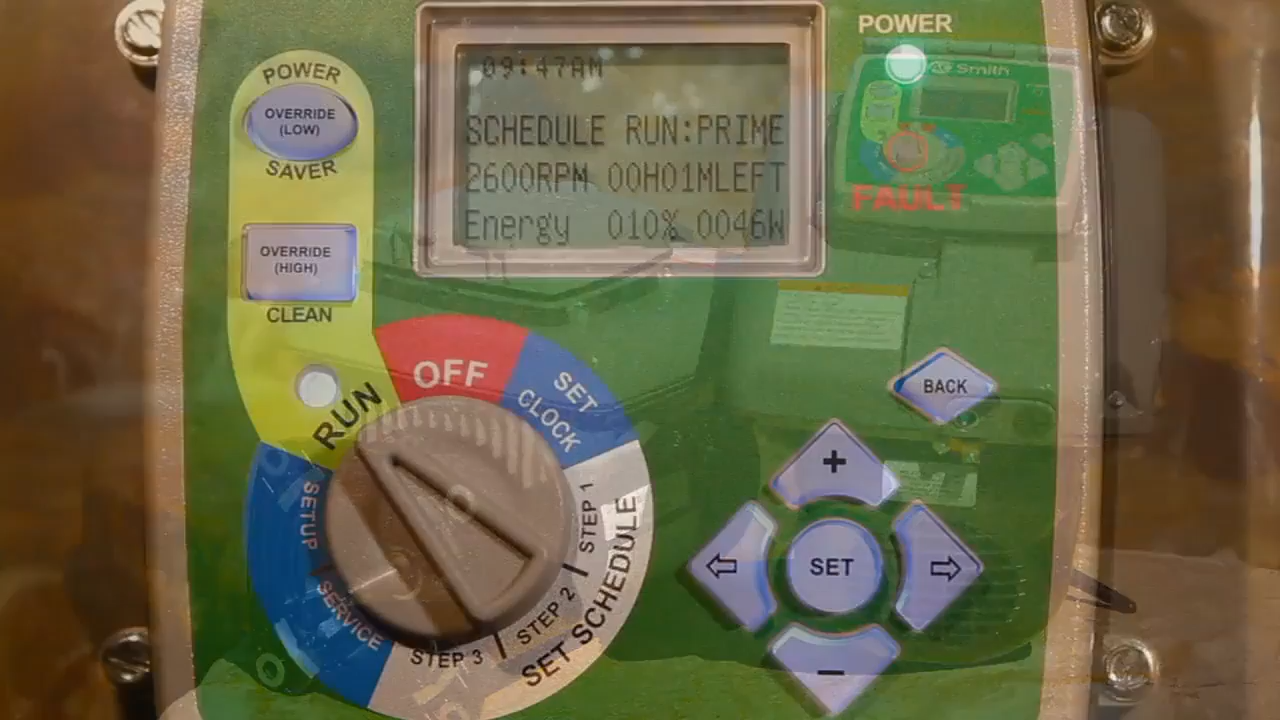 POWER
OVERRIDE
(LOW)
SAVER
OVERRIDE
(HIGH)
CLEAN
09:47AM
SCHEDULE RUN:PRIME
2600RPM 00H01MLEFT
Energy 010% 0046W
POWER
Smith
FAULT
RUN
OFF
SET
CLOCK
STEP 1
STEP 2
STEP 3
SET SCHEDULE
SERVICE
SETUP
BACK
+
SET
−